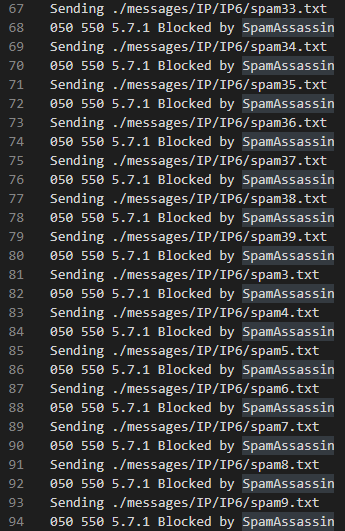 67 Sending ./messages/IP/IP6/spam33.txt
68 050 550 5.7.1 Blocked by SpamAssassin
69 Sending ./messages/IP/IP6/spam34.txt
70 050 550 5.7.1 Blocked by SpamAssassin
71 Sending ./messages/IP/IP6/spam35.txt
72 050 550 5.7.1 Blocked by SpamAssassin
73 Sending ./messages/IP/IP6/spam36.txt
74 050 550 5.7.1 Blocked by SpamAssassin
75 Sending ./messages/IP/IP6/spam37.txt
76 050 550 5.7.1 Blocked by SpamAssassin
77 Sending ./messages/IP/IP6/spam38.txt
78 050 550 5.7.1 Blocked by SpamAssassin
79 Sending ./messages/IP/IP6/spam39.txt
80 050 550 5.7.1 Blocked by SpamAssassin
81 Sending ./messages/IP/IP6/spam3.txt
82 050 550 5.7.1 Blocked by SpamAssassin
83 Sending ./messages/IP/IP6/spam4.txt
84 050 550 5.7.1 Blocked by SpamAssassin
85 Sending ./messages/IP/IP6/spam5.txt
86 050 550 5.7.1 Blocked by SpamAssassin
87 Sending ./messages/IP/IP6/spam6.txt
88 050 550 5.7.1 Blocked by SpamAssassin
89 Sending ./messages/IP/IP6/spam7.txt
90 050 550 5.7.1 Blocked by SpamAssassin
91 Sending ./messages/IP/IP6/spam8.txt
92 050 550 5.7.1 Blocked by SpamAssassin
93 Sending ./messages/IP/IP6/spam9.txt
94 050 550 5.7.1 Blocked by SpamAssassin